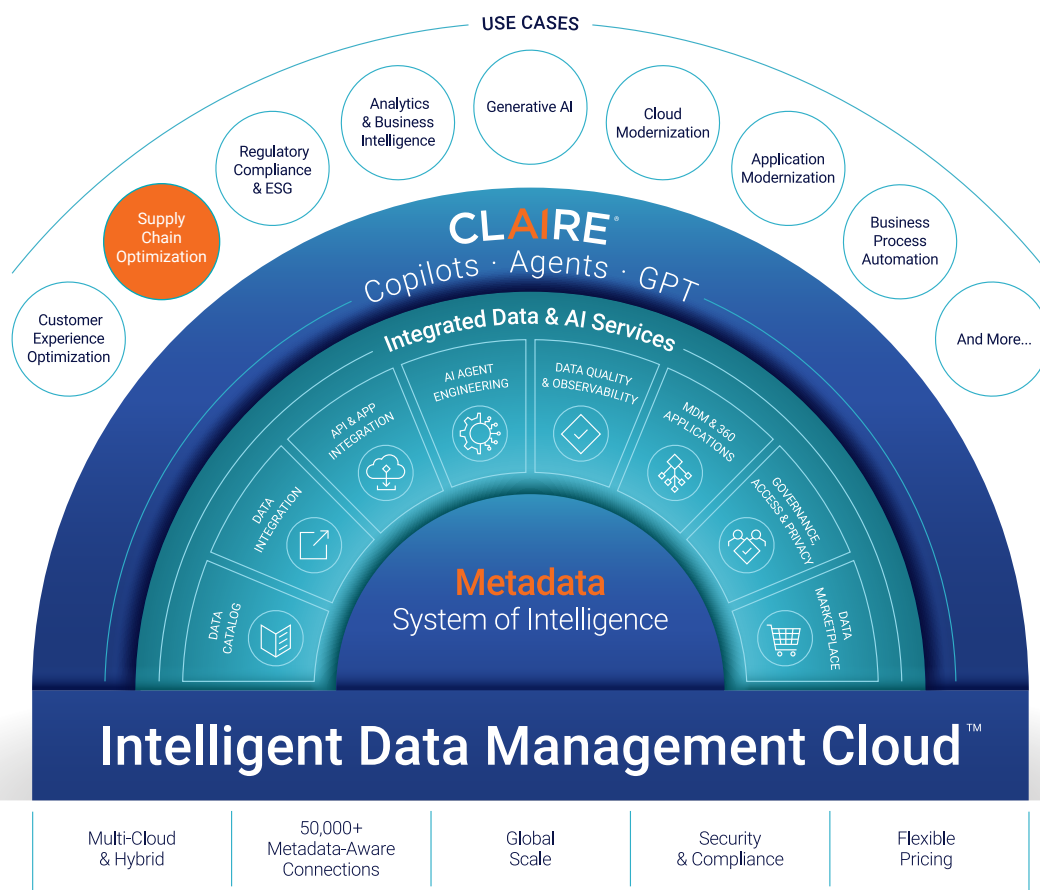 USE CASES
Customer
Experience
Optimization
Supply
Chain
Optimization
Regulatory
Compliance
& ESG
Analytics
& Business
Intelligence
Generative AI
Cloud
Modernization
Application
Modernization
Business
Process
Automation
And More...
CLAIRE®
Copilots · Agents · GPT
Integrated Data & AI Services
DATA
CATALOG
DATA
INTEGRATION
API & APP
INTEGRATION
AI AGENT
ENGINEERING
DATA QUALITY
& OBSERVABILITY
MDM & 360
APPLICATIONS
GOVERNANCE,
ACCESS & PRIVACY
DATA
MARKETPLACE
Metadata
System of Intelligence
Intelligent Data Management Cloud™
Multi-Cloud
& Hybrid
50,000+
Metadata-Aware
Connections
Global
Scale
Security
& Compliance
Flexible
Pricing